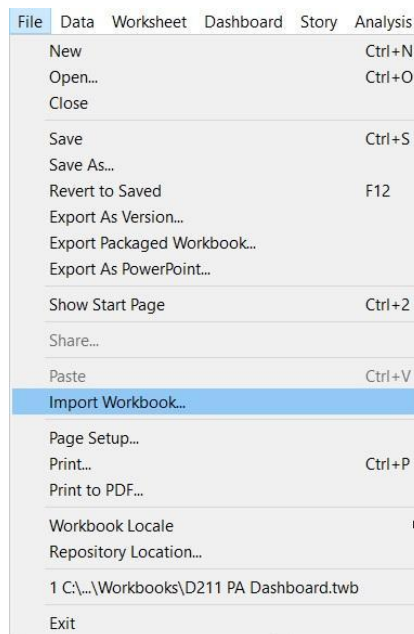 File Data Worksheet Dashboard Story Analysis
New Ctrl+N
Open... Ctrl+O
Close
Save Ctrl+S
Save As...
Revert to Saved F12
Export As Version...
Export Packaged Workbook...
Export As PowerPoint...
Show Start Page Ctrl+2
Share...
Paste Ctrl+V
Import Workbook...
Page Setup...
Print... Ctrl+P
Print to PDF...
Workbook Locale
Repository Location...
1 C:\...\Workbooks\D211 PA Dashboard.twb
Exit